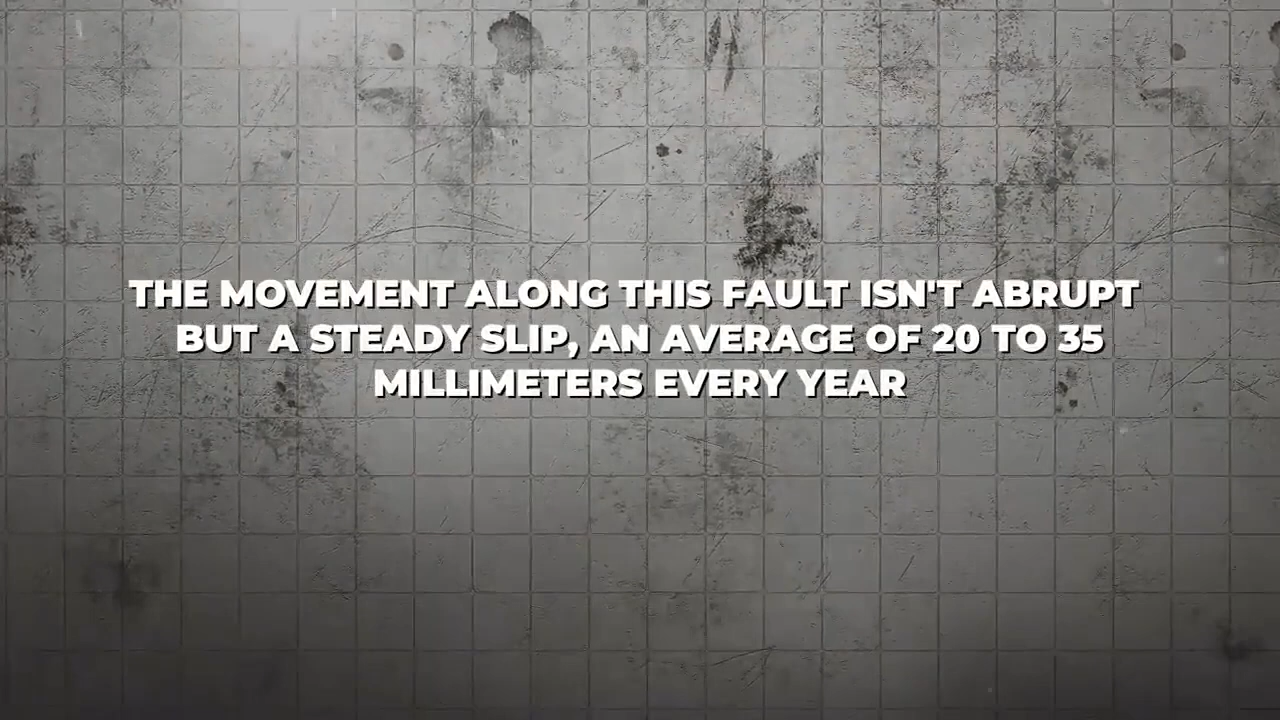 THE MOVEMENT ALONG THIS FAULT ISN'T ABRUPT
BUT A STEADY SLIP, AN AVERAGE OF 20 TO 35
MILLIMETERS EVERY YEAR